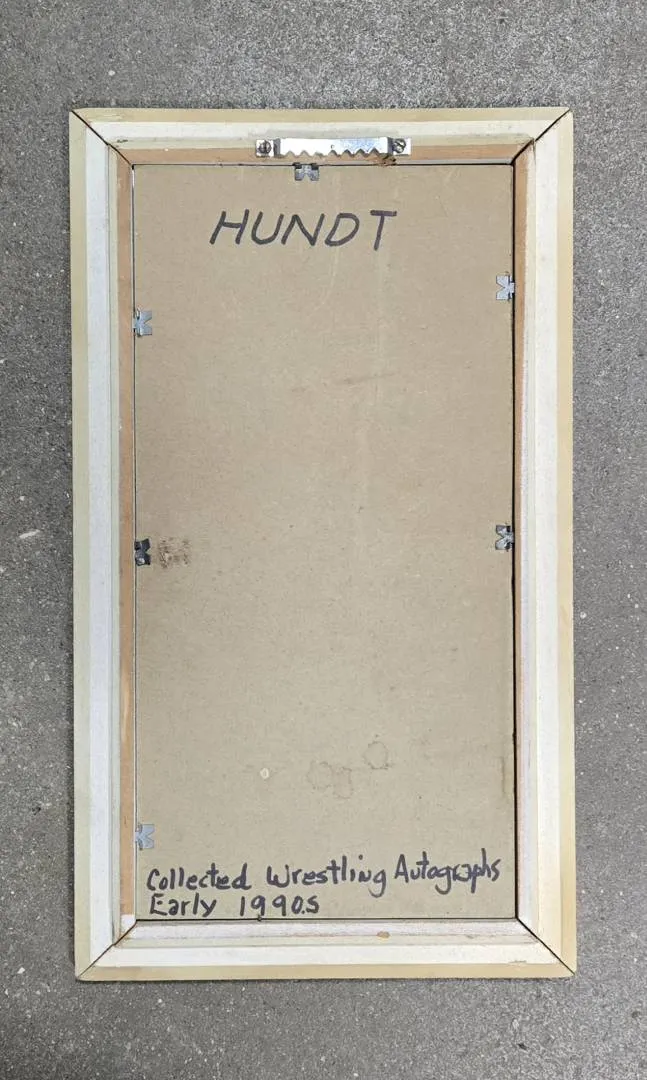 HUNDT
Collected Wrestling Autographs
Early 1990s